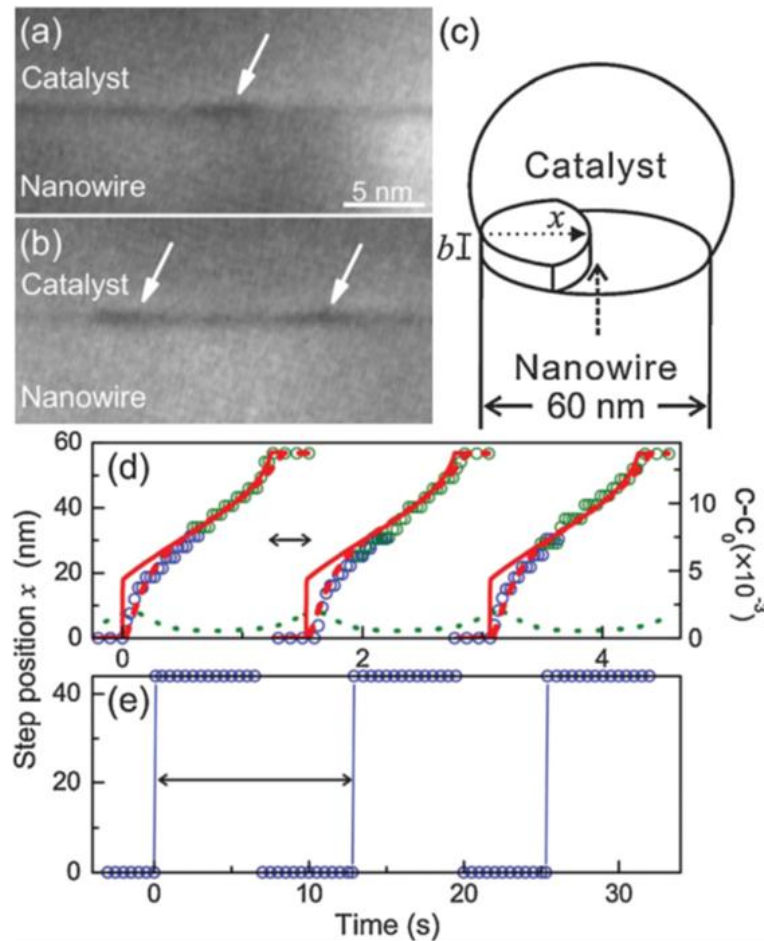 (a)
Catalyst
Nanowire
5 nm
(b)
Catalyst
Nanowire
(c)
Catalyst
x
b
Nanowire
60 nm
(d)
60
40
20
0
0
2
4
10
5
0
C-C0(×10-3)
Step position x (nm)
(e)
40
20
0
0
10
20
30
Time (s)